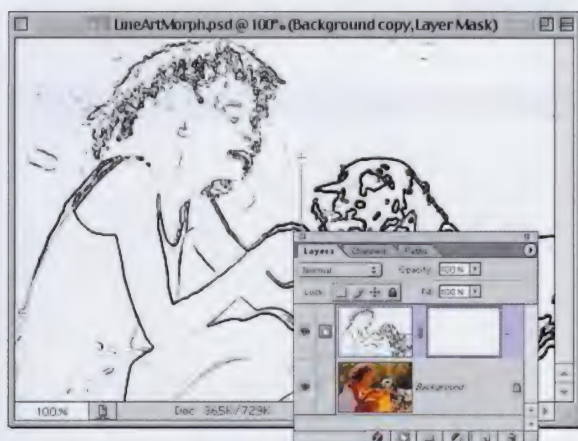 LineArtMorph.psd @ 100% (Background copy, Layer Mask)
Layers Channels Paths
Normal Opacity: 100%
Lock: Fill: 100%
Background
100% Doc: 365K/729K